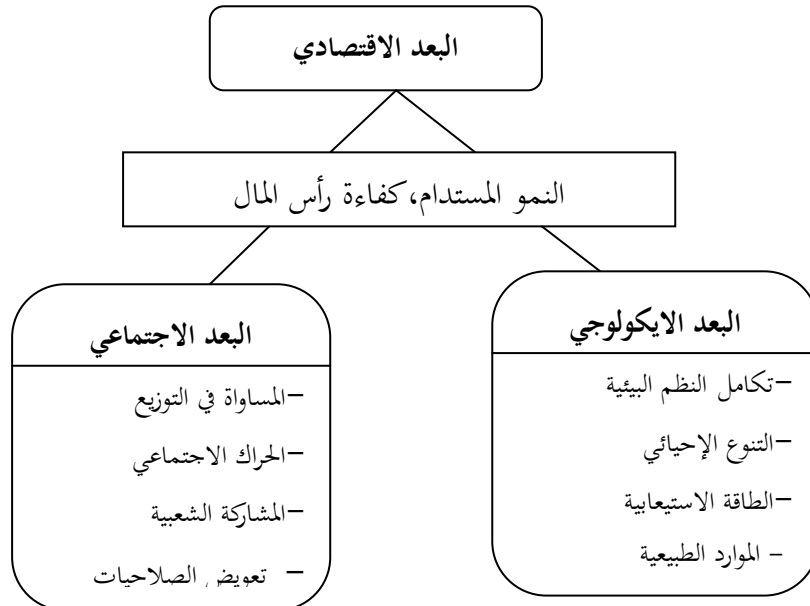 البعد الاقتصادي
النمو المستدام،كفاءة رأس المال
البعد الايكولوجي
–تكامل النظم البيئية
–التنوع الإحيائي
–الطاقة الاستيعابية
– الموارد الطبيعية
البعد الاجتماعي
–المساواة في التوزيع
–الحراك الاجتماعي
–المشاركة الشعبية
– تعويض الصلاحيات